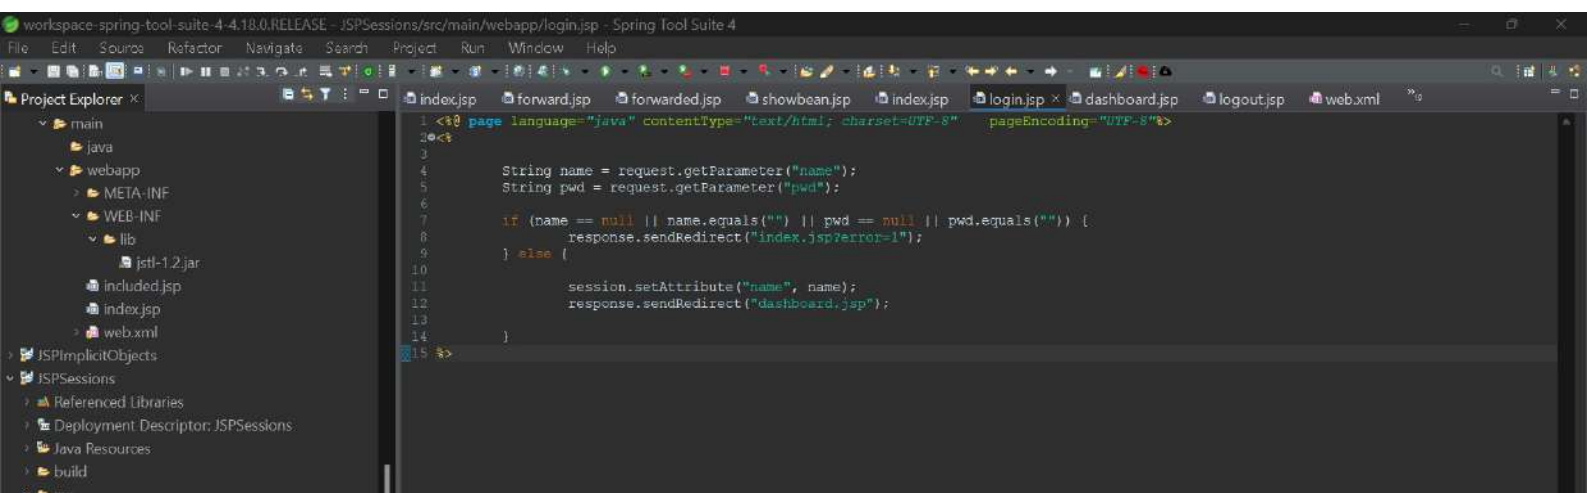 workspace-spring-tool-suite-4-4.18.0.RELEASE - JSPSessions/src/main/webapp/login.jsp - Spring Tool Suite 4
File Edit Source Refactor Navigate Search Project Run Window Help
Project Explorer ×
index.jsp forward.jsp forwarded.jsp showbean.jsp index.jsp login.jsp × dashboard.jsp logout.jsp web.xml
main
java
webapp
META-INF
WEB-INF
lib
jstl-1.2.jar
included.jsp
index.jsp
web.xml
JSPImplicitObjects
JSPSessions
Referenced Libraries
Deployment Descriptor: JSPSessions
Java Resources
build
1 <%@ page language="java" contentType="text/html; charset=UTF-8" pageEncoding="UTF-8"%>
2 <%
3
4 String name = request.getParameter("name");
5 String pwd = request.getParameter("pwd");
6
7 if (name == null || name.equals("") || pwd == null || pwd.equals("")) {
8 response.sendRedirect("index.jsp?error=1");
9 } else {
10
11 session.setAttribute("name", name);
12 response.sendRedirect("dashboard.jsp");
13
14 }
15 %>